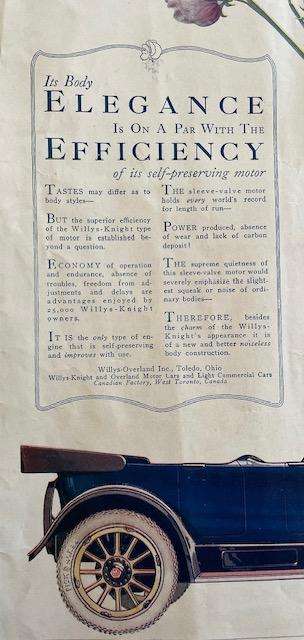 Its Body
ELEGANCE
IS ON A PAR WITH THE
EFFICIENCY
of its self-preserving motor
TASTES may differ as to
body styles—
BUT the superior efficiency
of the Willys-Knight type
of motor is established be-
yond a question.
ECONOMY of operation
and endurance, absence of
troubles, freedom from ad-
justments and delays are
advantages enjoyed by
25,000 Willys-Knight
owners.
IT IS the only type of en-
gine that is self-preserving
and improves with use.
THE sleeve-valve motor
holds every world's record
for length of run—
POWER produced, absence
of wear and lack of carbon
deposit!
THE supreme quietness of
this sleeve-valve motor would
severely emphasize the slight-
est squeak or noise of ordi-
nary bodies—
THEREFORE, besides
the charm of the Willys-
Knight's appearance it is
of a new and better noiseless
body construction.
Willys-Overland Inc., Toledo, Ohio
Willys-Knight and Overland Motor Cars and Light Commercial Cars
Canadian Factory, West Toronto, Canada